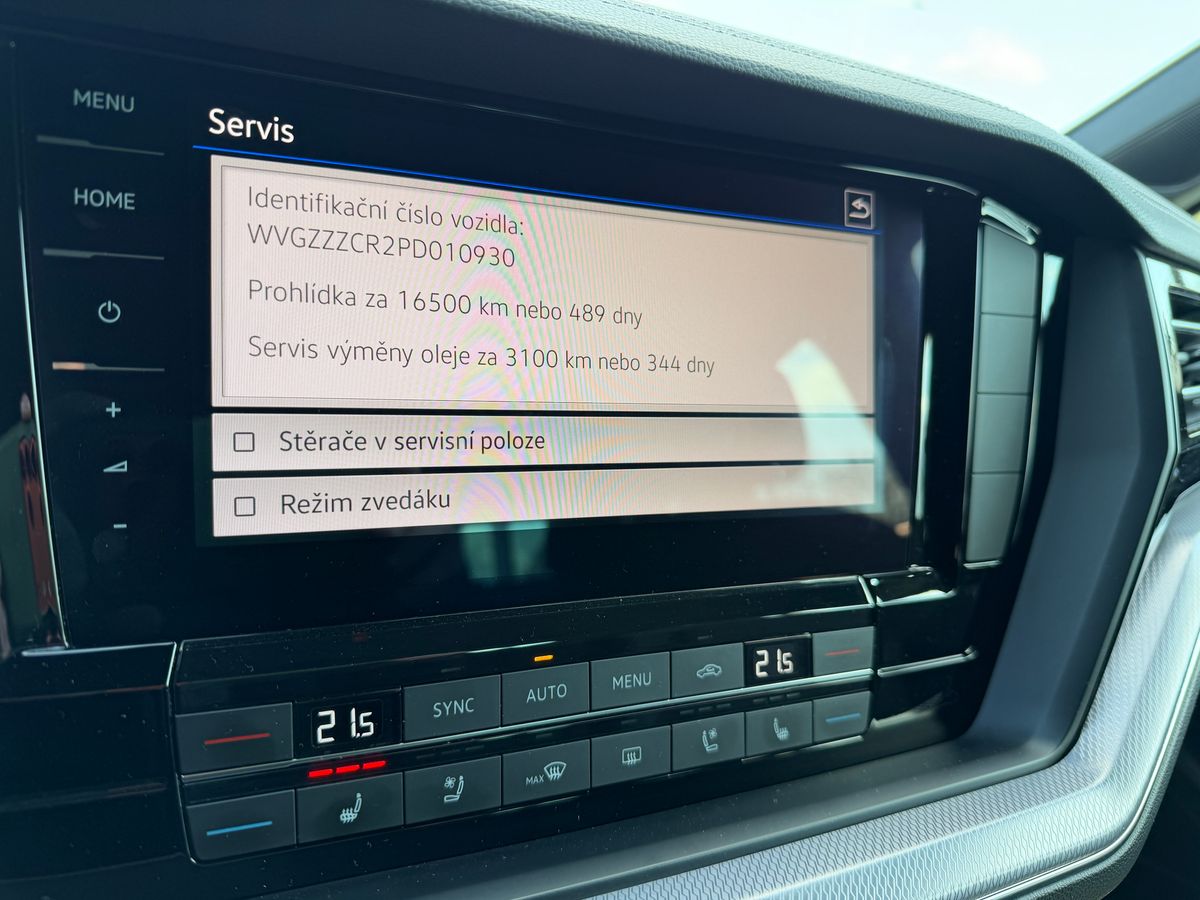 MENU
HOME
Servis
Identifikační číslo vozidla:
WVGZZZCR2PD010930
Prohlídka za 16500 km nebo 489 dny
Servis výměny oleje za 3100 km nebo 344 dny
Stěrače v servisní poloze
Režim zvedáku
+
-
21.5
SYNC
AUTO
MENU
21.5
MAX